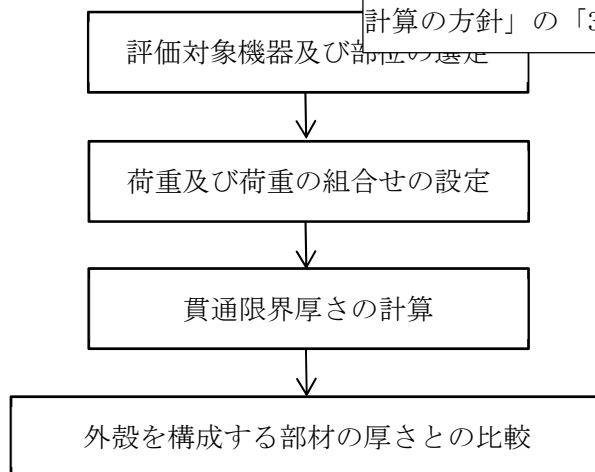 計算の方針」の「3
評価対象機器及び部位の選定
荷重及び荷重の組合せの設定
貫通限界厚さの計算
外殻を構成する部材の厚さとの比較